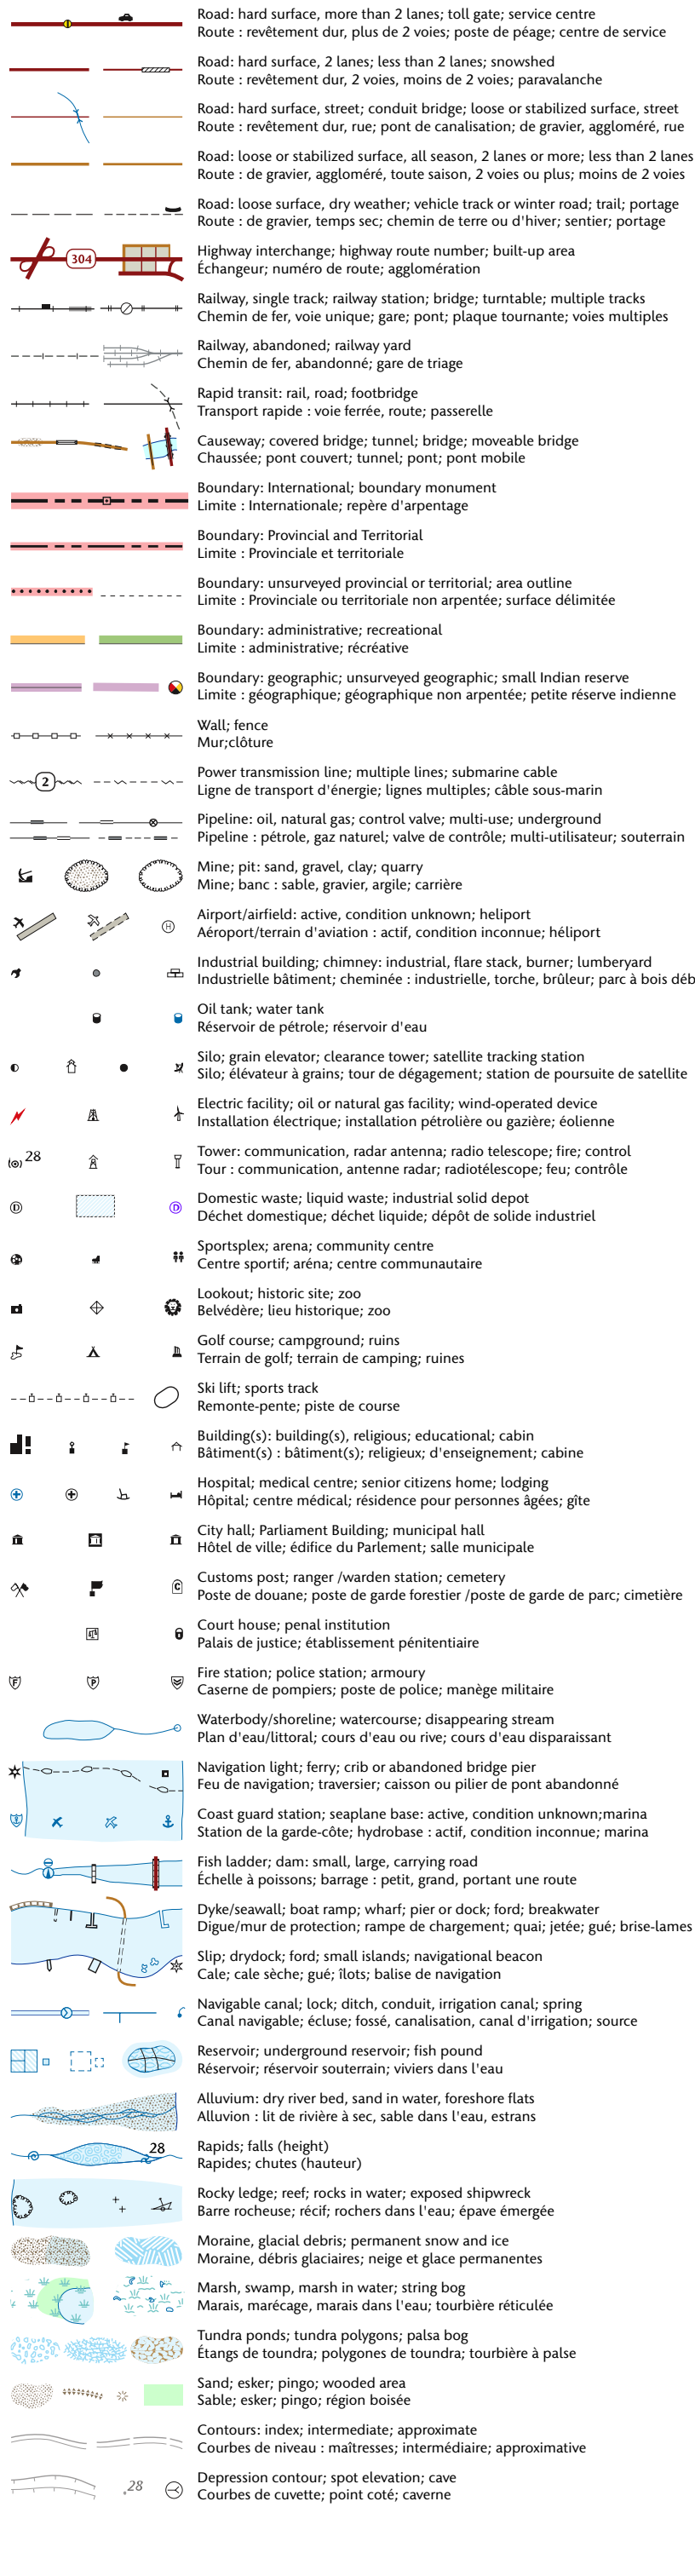 Road: hard surface, more than 2 lanes; toll gate; service centre
Route : revêtement dur, plus de 2 voies; poste de péage; centre de service
Road: hard surface, 2 lanes; less than 2 lanes; snowshed
Route : revêtement dur, 2 voies, moins de 2 voies; paravalanche
Road: hard surface, street; conduit bridge; loose or stabilized surface, street
Route : revêtement dur, rue; pont de canalisation; de gravier, aggloméré, rue
Road: loose or stabilized surface, all season, 2 lanes or more; less than 2 lanes
Route : de gravier, aggloméré, toute saison, 2 voies ou plus; moins de 2 voies
Road: loose surface, dry weather; vehicle track or winter road; trail; portage
Route : de gravier, temps sec; chemin de terre ou d'hiver; sentier; portage
304
Highway interchange; highway route number; built-up area
Échangeur; numéro de route; agglomération
Railway, single track; railway station; bridge; turntable; multiple tracks
Chemin de fer, voie unique; gare; pont; plaque tournante; voies multiples
Railway, abandoned; railway yard
Chemin de fer, abandonné; gare de triage
Rapid transit: rail, road; footbridge
Transport rapide : voie ferrée, route; passerelle
Causeway; covered bridge; tunnel; bridge; moveable bridge
Chaussée; pont couvert; tunnel; pont; pont mobile
Boundary: International; boundary monument
Limite : Internationale; repère d'arpentage
Boundary: Provincial and Territorial
Limite : Provinciale et territoriale
Boundary: unsurveyed provincial or territorial; area outline
Limite : Provinciale ou territoriale non arpentée; surface délimitée
Boundary: administrative; recreational
Limite : administrative; récréative
Boundary: geographic; unsurveyed geographic; small Indian reserve
Limite : géographique; géographique non arpentée; petite réserve indienne
Wall; fence
Mur;clôture
2
Power transmission line; multiple lines; submarine cable
Ligne de transport d'énergie; lignes multiples; câble sous-marin
Pipeline: oil, natural gas; control valve; multi-use; underground
Pipeline : pétrole, gaz naturel; valve de contrôle; multi-utilisateur; souterrain
Mine; pit: sand, gravel, clay; quarry
Mine; banc : sable, gravier, argile; carrière
H
Airport/airfield: active, condition unknown; heliport
Aéroport/terrain d'aviation : actif, condition inconnue; héliport
Industrial building; chimney: industrial, flare stack, burner; lumberyard
Industrielle bâtiment; cheminée : industrielle, torche, brûleur; parc à bois déb
Oil tank; water tank
Réservoir de pétrole; réservoir d'eau
Silo; grain elevator; clearance tower; satellite tracking station
Silo; élévateur à grains; tour de dégagement; station de poursuite de satellite
Electric facility; oil or natural gas facility; wind-operated device
Installation électrique; installation pétrolière ou gazière; éolienne
28
Tower: communication, radar antenna; radio telescope; fire; control
Tour : communication, antenne radar; radiotélescope; feu; contrôle
D D
Domestic waste; liquid waste; industrial solid depot
Déchet domestique; déchet liquide; dépôt de solide industriel
Sportsplex; arena; community centre
Centre sportif; aréna; centre communautaire
Lookout; historic site; zoo
Belvédère; lieu historique; zoo
Golf course; campground; ruins
Terrain de golf; terrain de camping; ruines
Ski lift; sports track
Remonte-pente; piste de course
Building(s): building(s), religious; educational; cabin
Bâtiment(s) : bâtiment(s); religieux; d'enseignement; cabine
Hospital; medical centre; senior citizens home; lodging
Hôpital; centre médical; résidence pour personnes âgées; gîte
City hall; Parliament Building; municipal hall
Hôtel de ville; édifice du Parlement; salle municipale
C
Customs post; ranger /warden station; cemetery
Poste de douane; poste de garde forestier /poste de garde de parc; cimetière
Court house; penal institution
Palais de justice; établissement pénitentiaire
F P
Fire station; police station; armoury
Caserne de pompiers; poste de police; manège militaire
Waterbody/shoreline; watercourse; disappearing stream
Plan d'eau/littoral; cours d'eau ou rive; cours d'eau disparaissant
Navigation light; ferry; crib or abandoned bridge pier
Feu de navigation; traversier; caisson ou pilier de pont abandonné
Coast guard station; seaplane base: active, condition unknown;marina
Station de la garde-côte; hydrobase : actif, condition inconnue; marina
Fish ladder; dam: small, large, carrying road
Échelle à poissons; barrage : petit, grand, portant une route
Dyke/seawall; boat ramp; wharf; pier or dock; ford; breakwater
Digue/mur de protection; rampe de chargement; quai; jetée; gué; brise-lames
Slip; drydock; ford; small islands; navigational beacon
Cale; cale sèche; gué; îlots; balise de navigation
Navigable canal; lock; ditch, conduit, irrigation canal; spring
Canal navigable; écluse; fossé, canalisation, canal d'irrigation; source
Reservoir; underground reservoir; fish pound
Réservoir; réservoir souterrain; viviers dans l'eau
Alluvium: dry river bed, sand in water, foreshore flats
Alluvion : lit de rivière à sec, sable dans l'eau, estrans
28
Rapids; falls (height)
Rapides; chutes (hauteur)
Rocky ledge; reef; rocks in water; exposed shipwreck
Barre rocheuse; récif; rochers dans l'eau; épave émergée
Moraine, glacial debris; permanent snow and ice
Moraine, débris glaciaires; neige et glace permanentes
Marsh, swamp, marsh in water; string bog
Marais, marécage, marais dans l'eau; tourbière réticulée
Tundra ponds; tundra polygons; palsa bog
Étangs de toundra; polygones de toundra; tourbière à palse
Sand; esker; pingo; wooded area
Sable; esker; pingo; région boisée
Contours: index; intermediate; approximate
Courbes de niveau : maîtresses; intermédiaire; approximative
.28
Depression contour; spot elevation; cave
Courbes de cuvette; point coté; caverne